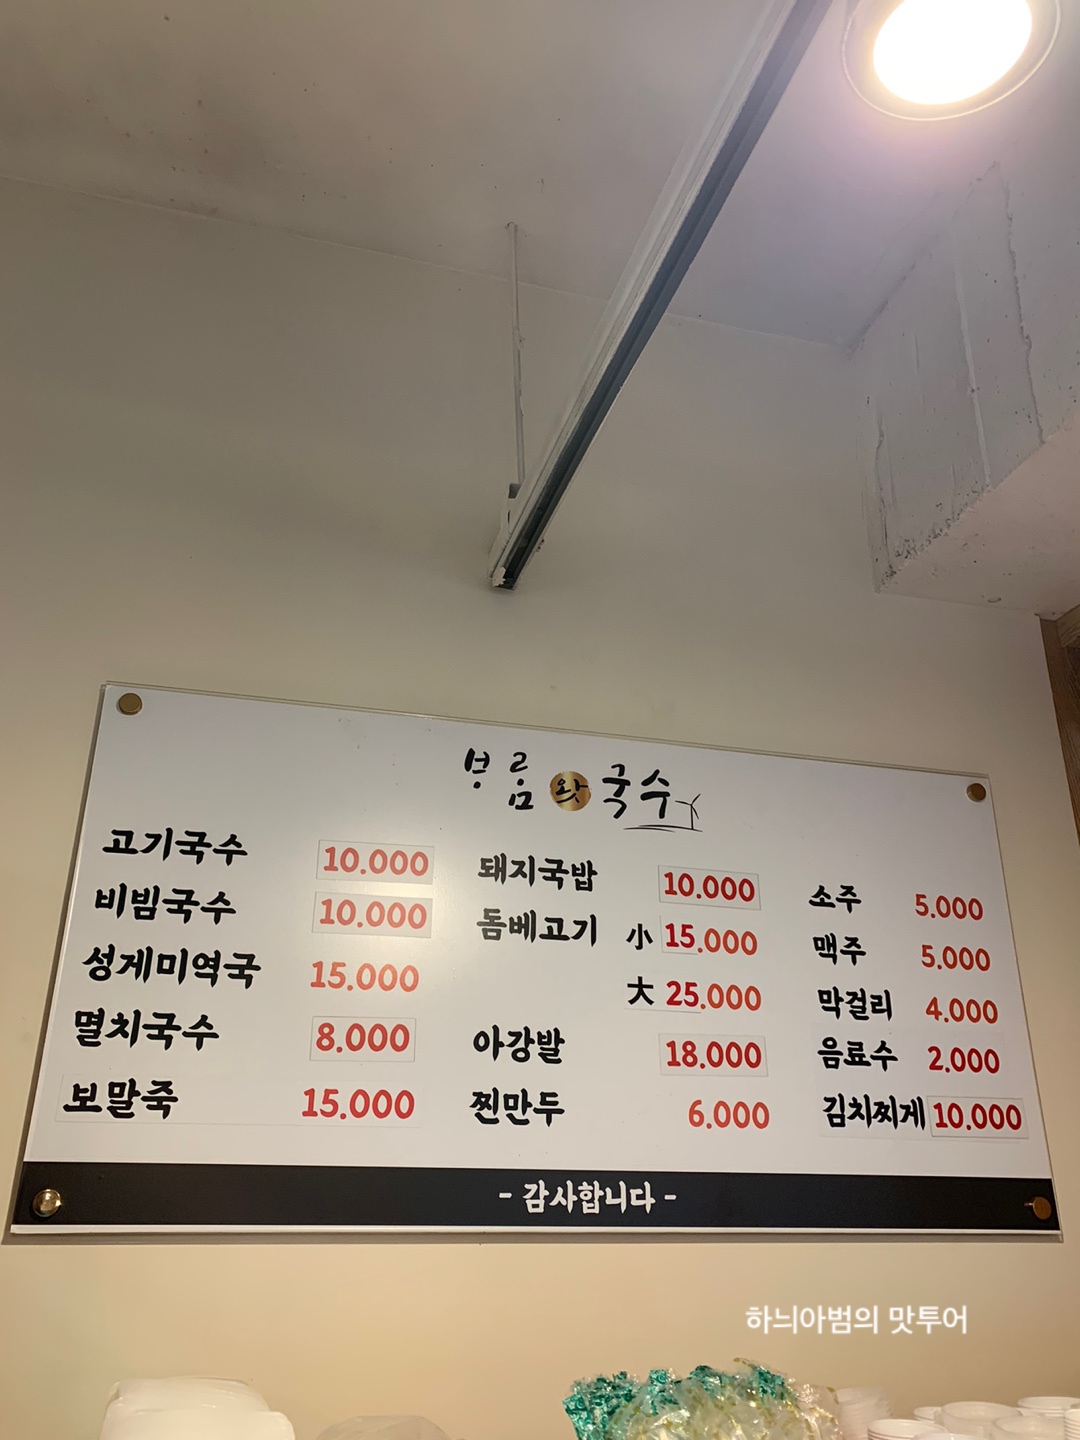 ᄇᆞ름왓국수
고기국수 10.000
비빔국수 10.000
성게미역국 15.000
멸치국수 8.000
보말죽 15.000
돼지국밥 10.000
돔베고기 小 15.000
大 25.000
아강발 18.000
찐만두 6.000
소주 5.000
맥주 5.000
막걸리 4.000
음료수 2.000
김치찌게 10.000
- 감사합니다 -
하늬아범의 맛투어